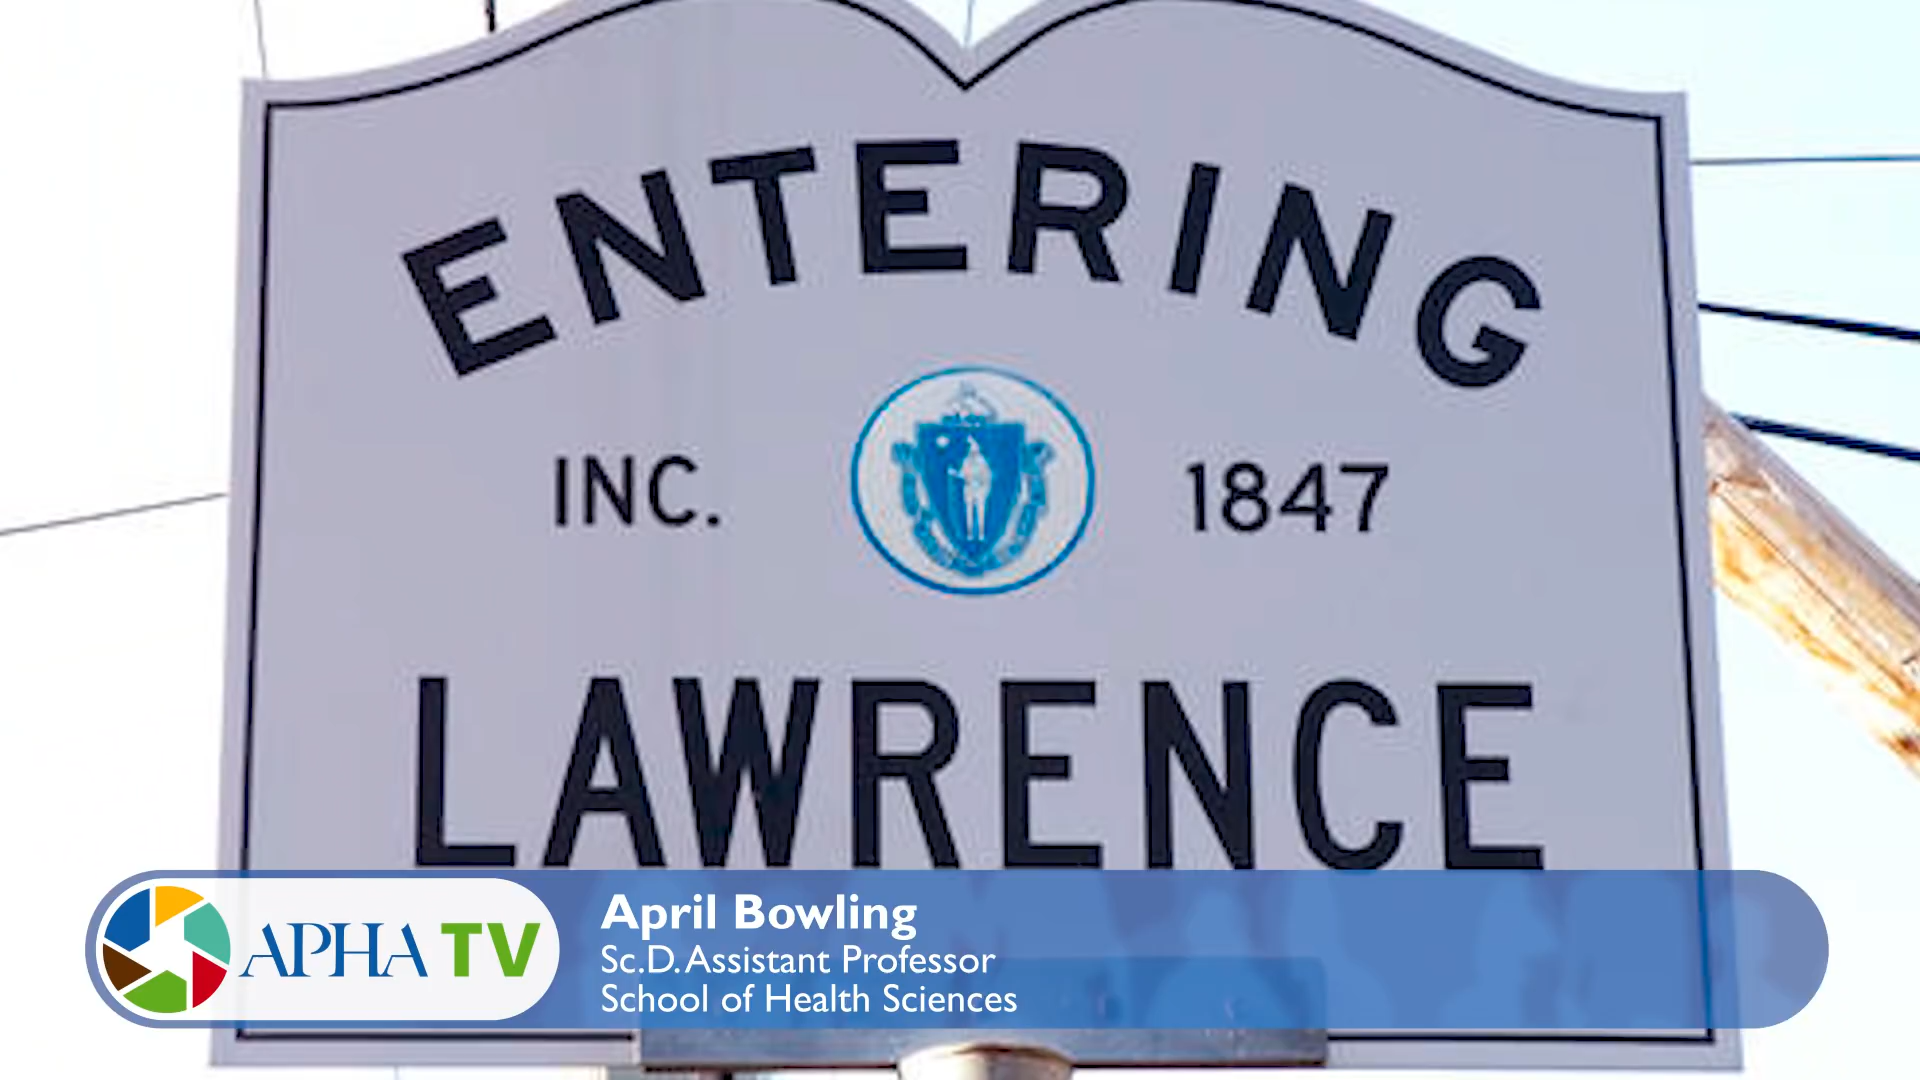 ENTERING
INC. 1847
LAWRENCE
APHA TV
April Bowling
Sc.D. Assistant Professor
School of Health Sciences